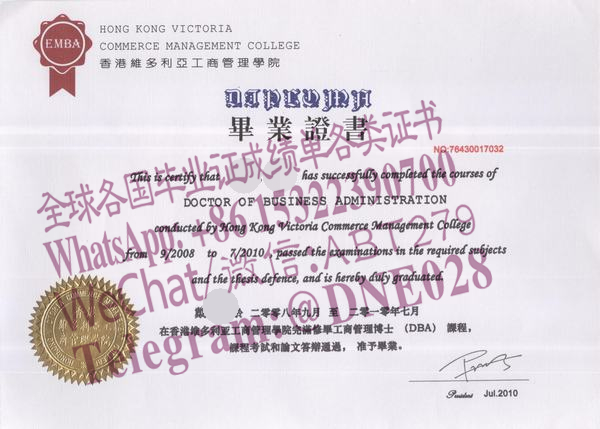 EMBA
HONG KONG VICTORIA
COMMERCE MANAGEMENT COLLEGE
香港維多利亞工商管理學院
DIPLOMA
畢業證書
NO:76430017032
全球各国毕业证成绩单各类证书
This is certify that has successfully completed the courses of
DOCTOR OF BUSINESS ADMINISTRATION
WhatsApp: +8615322390700
conducted by Hong Kong Victoria Commerce Management College
from 9/2008 to 7/2010 , passed the examinations in the required subjects
WeChat 微信:ABT279
and the thesis defence, and is hereby duly graduated.
Telegram: @DNE028
二零零八年九月 至 二零一零年七月
在香港維多利亞工商管理學院完滿修畢工商管理博士（DBA）課程，
課程考試和論文答辯通過， 准予畢業。
President Jul.2010